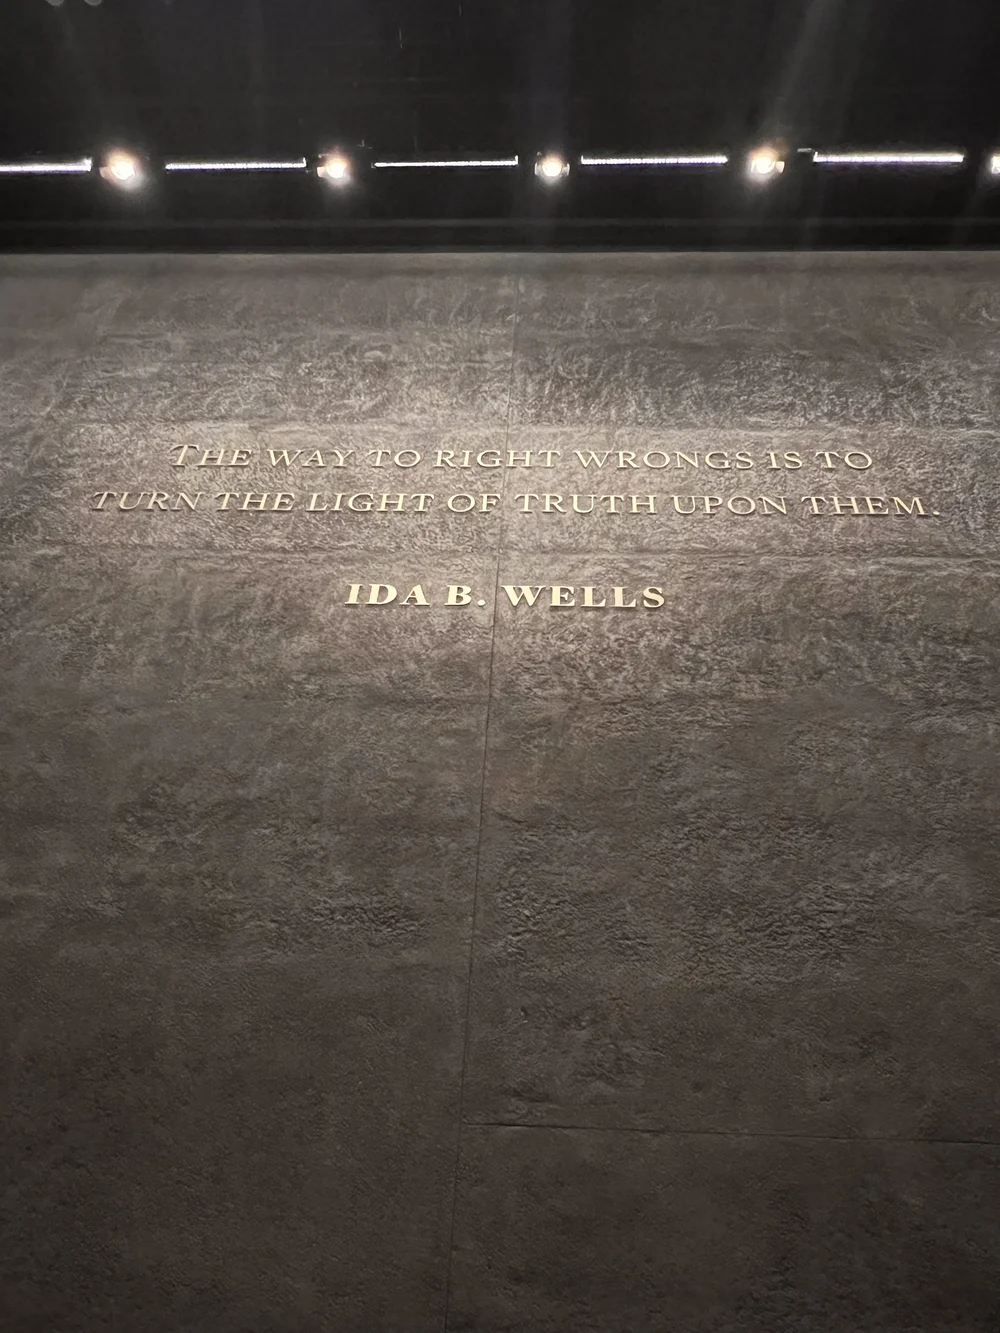 THE WAY TO RIGHT WRONGS IS TO
TURN THE LIGHT OF TRUTH UPON THEM.
IDA B. WELLS